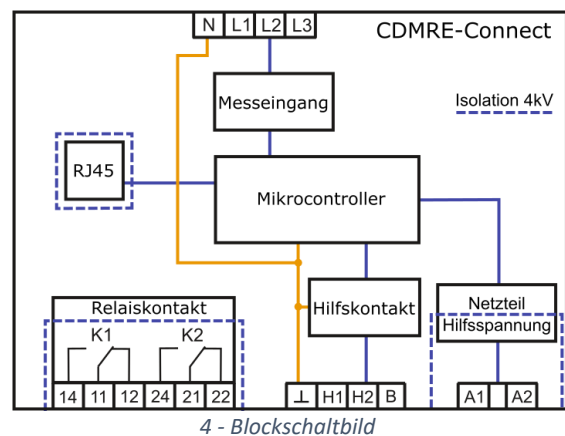 N L1 L2 L3
CDMRE-Connect
Messeingang
Isolation 4kV
RJ45
Mikrocontroller
Relaiskontakt
K1 K2
Hilfskontakt
Netzteil
Hilfsspannung
14 11 12 24 21 22
⊥ H1 H2 B
A1 A2
4 - Blockschaltbild